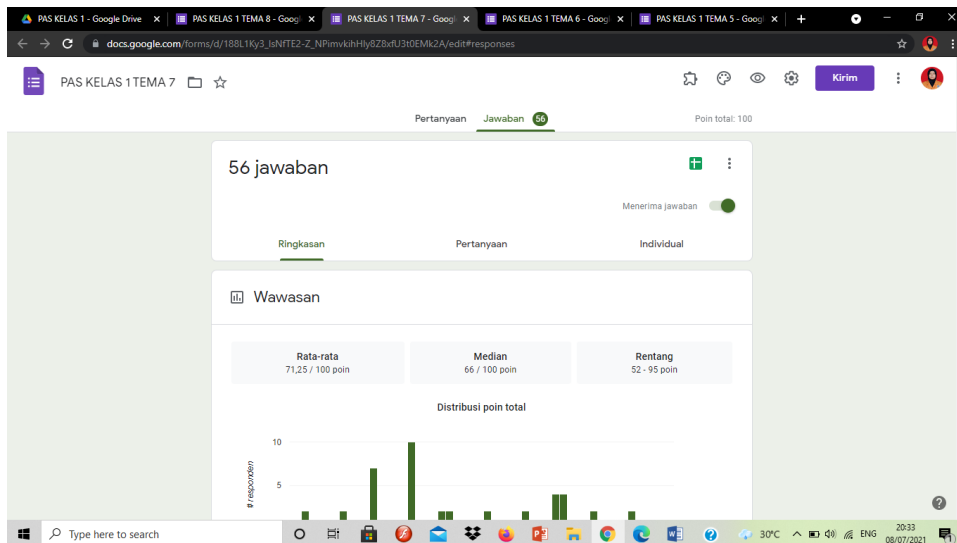 PAS KELAS 1 - Google Drive
PAS KELAS 1 TEMA 8 - Googl
PAS KELAS 1 TEMA 7 - Googl
PAS KELAS 1 TEMA 6 - Googl
PAS KELAS 1 TEMA 5 - Googl
docs.google.com/forms/d/188L1Ky3_IsNfTE2-Z_NPimvkihHIy8Z8xfU3t0EMk2A/edit#responses
PAS KELAS 1 TEMA 7
Kirim
Pertanyaan
Jawaban 56
Poin total: 100
56 jawaban
Menerima jawaban
Ringkasan
Pertanyaan
Individual
Wawasan
Rata-rata
71,25 / 100 poin
Median
66 / 100 poin
Rentang
52 - 95 poin
Distribusi poin total
10
5
# responden
Type here to search
30°C
ENG
20:33
08/07/2021